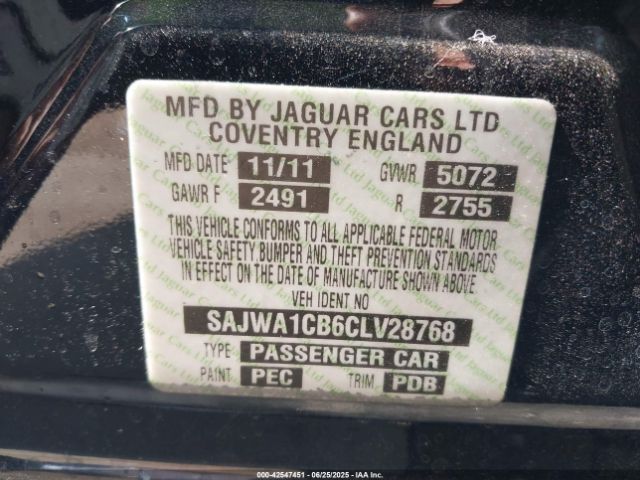 MFD BY JAGUAR CARS LTD
COVENTRY ENGLAND
MFD DATE 11/11 GVWR 5072
GAWR F 2491 R 2755
THIS VEHICLE CONFORMS TO ALL APPLICABLE FEDERAL MOTOR
VEHICLE SAFETY BUMPER AND THEFT PREVENTION STANDARDS
IN EFFECT ON THE DATE OF MANUFACTURE SHOWN ABOVE
VEH IDENT NO
SAJWA1CB6CLV28768
TYPE PASSENGER CAR
PAINT PEC TRIM PDB
000-42547451 - 06/25/2025 - IAA Inc.